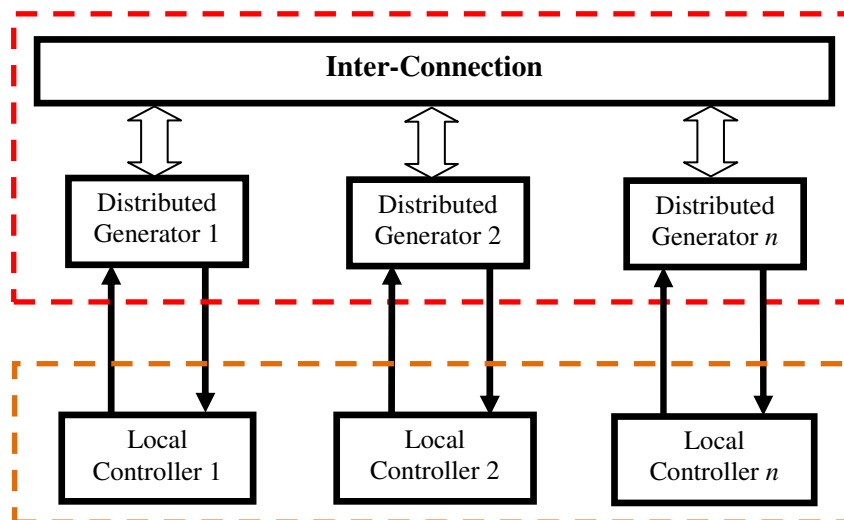 Inter-Connection
Distributed
Generator 1
Distributed
Generator 2
Distributed
Generator n
Local
Controller 1
Local
Controller 2
Local
Controller n